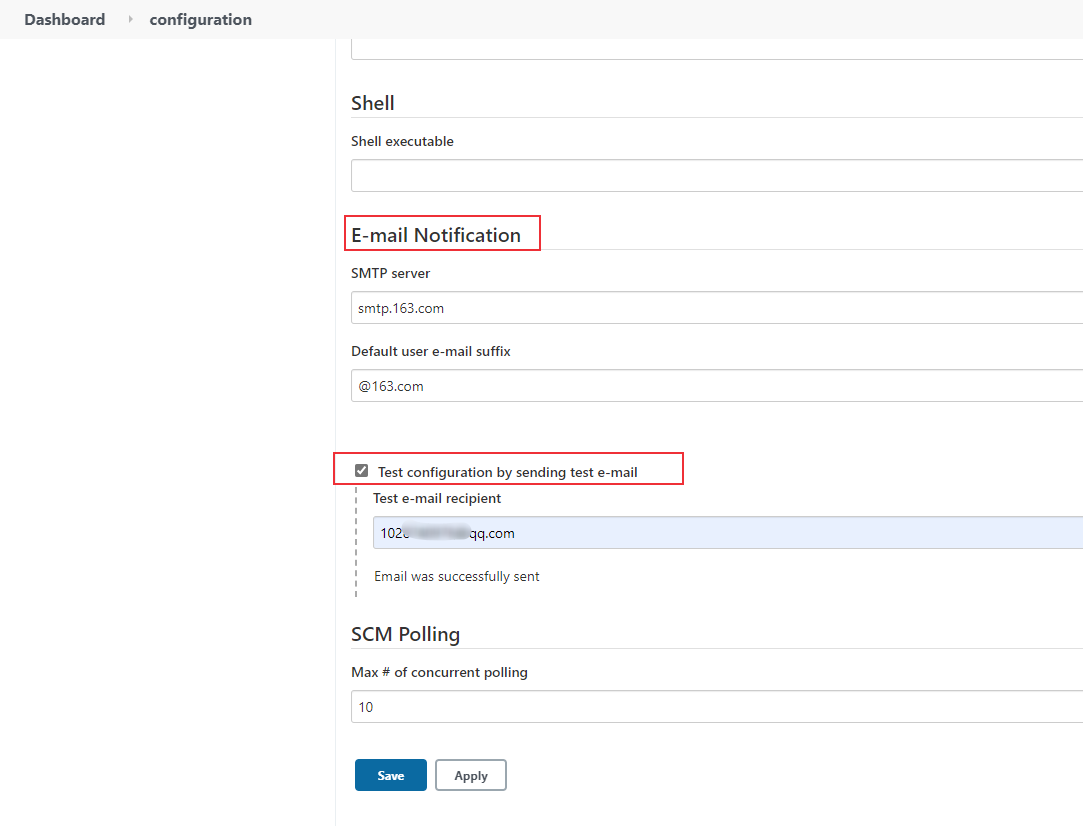 Dashboard configuration
Shell
Shell executable
E-mail Notification
SMTP server
smtp.163.com
Default user e-mail suffix
@163.com
Test configuration by sending test e-mail
Test e-mail recipient
102 qq.com
Email was successfully sent
SCM Polling
Max # of concurrent polling
10
Save Apply